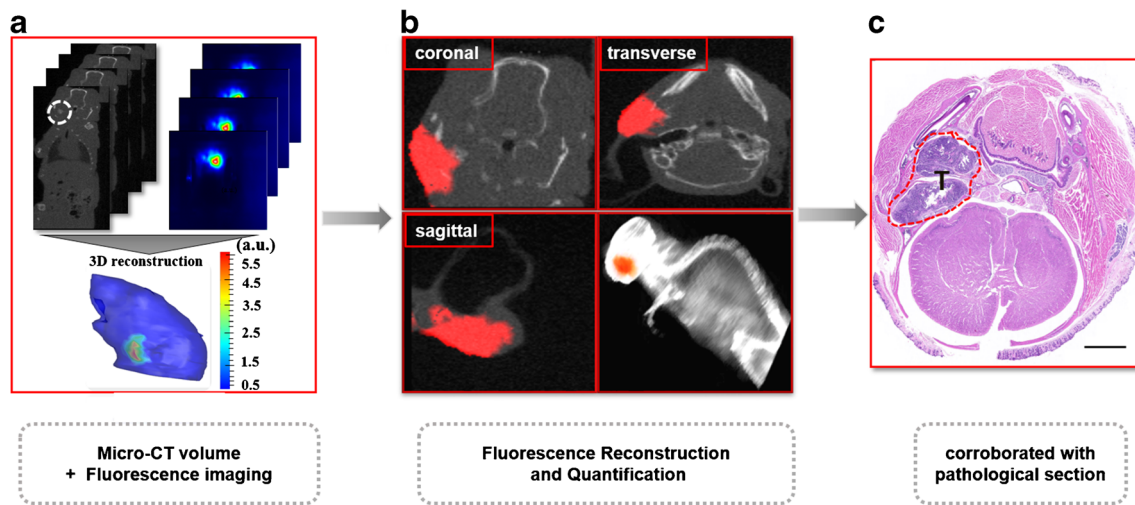 a
b
c
(a.u.)
3D reconstruction
5.5
4.5
3.5
2.5
1.5
0.5
coronal
transverse
sagittal
T
Micro-CT volume
+ Fluorescence imaging
Fluorescence Reconstruction
and Quantification
corroborated with
pathological section